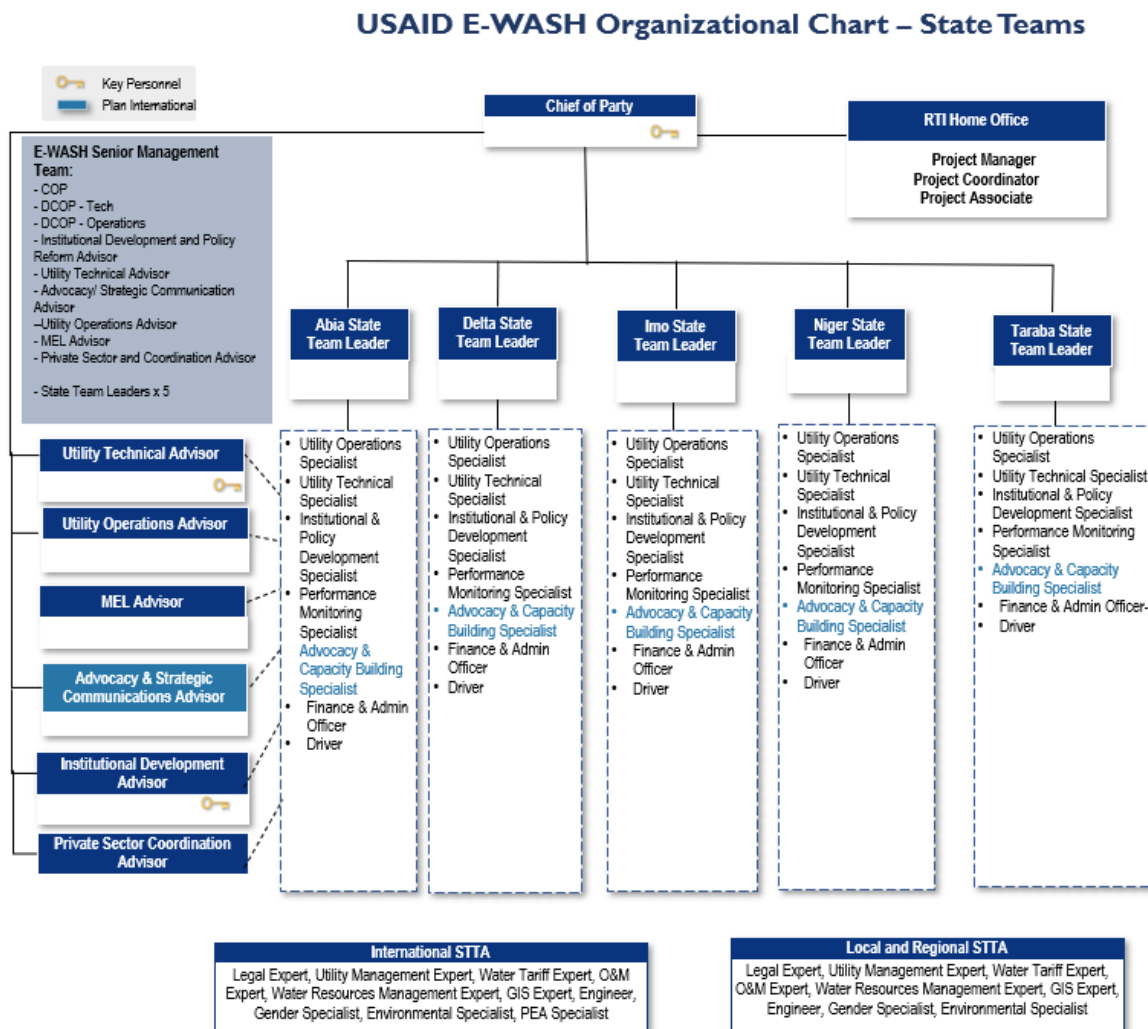 USAID E-WASH Organizational Chart – State Teams
Key Personnel
Plan International
Chief of Party
RTI Home Office
Project Manager
Project Coordinator
Project Associate
E-WASH Senior Management
Team:
- COP
- DCOP - Tech
- DCOP - Operations
- Institutional Development and Policy
Reform Advisor
- Utility Technical Advisor
- Advocacy/ Strategic Communication
Advisor
–Utility Operations Advisor
- MEL Advisor
- Private Sector and Coordination Advisor
- State Team Leaders x 5
Abia State
Team Leader
Delta State
Team Leader
Imo State
Team Leader
Niger State
Team Leader
Taraba State
Team Leader
Utility Technical Advisor
Utility Operations Advisor
MEL Advisor
Advocacy & Strategic
Communications Advisor
Institutional Development
Advisor
Private Sector Coordination
Advisor
• Utility Operations
Specialist
• Utility Technical
Specialist
• Institutional &
Policy
Development
Specialist
• Performance
Monitoring
Specialist
Advocacy &
Capacity Building
Specialist
• Finance & Admin
Officer
• Driver
• Utility Operations
Specialist
• Utility Technical
Specialist
• Institutional & Policy
Development
Specialist
• Performance
Monitoring Specialist
• Advocacy & Capacity
Building Specialist
• Finance & Admin
Officer
• Driver
• Utility Operations
Specialist
• Utility Technical
Specialist
• Institutional & Policy
Development
Specialist
• Performance
Monitoring Specialist
• Advocacy & Capacity
Building Specialist
• Finance & Admin
Officer
• Driver
• Utility Operations
Specialist
• Utility Technical
Specialist
• Institutional & Policy
Development
Specialist
• Performance
Monitoring Specialist
• Advocacy & Capacity
Building Specialist
• Finance & Admin
Officer
• Driver
• Utility Operations
Specialist
• Utility Technical Specialist
• Institutional & Policy
Development Specialist
• Performance Monitoring
Specialist
• Advocacy & Capacity
Building Specialist
• Finance & Admin Officer-
• Driver
International STTA
Legal Expert, Utility Management Expert, Water Tariff Expert, O&M
Expert, Water Resources Management Expert, GIS Expert, Engineer,
Gender Specialist, Environmental Specialist, PEA Specialist
Local and Regional STTA
Legal Expert, Utility Management Expert, Water Tariff Expert,
O&M Expert, Water Resources Management Expert, GIS Expert,
Engineer, Gender Specialist, Environmental Specialist